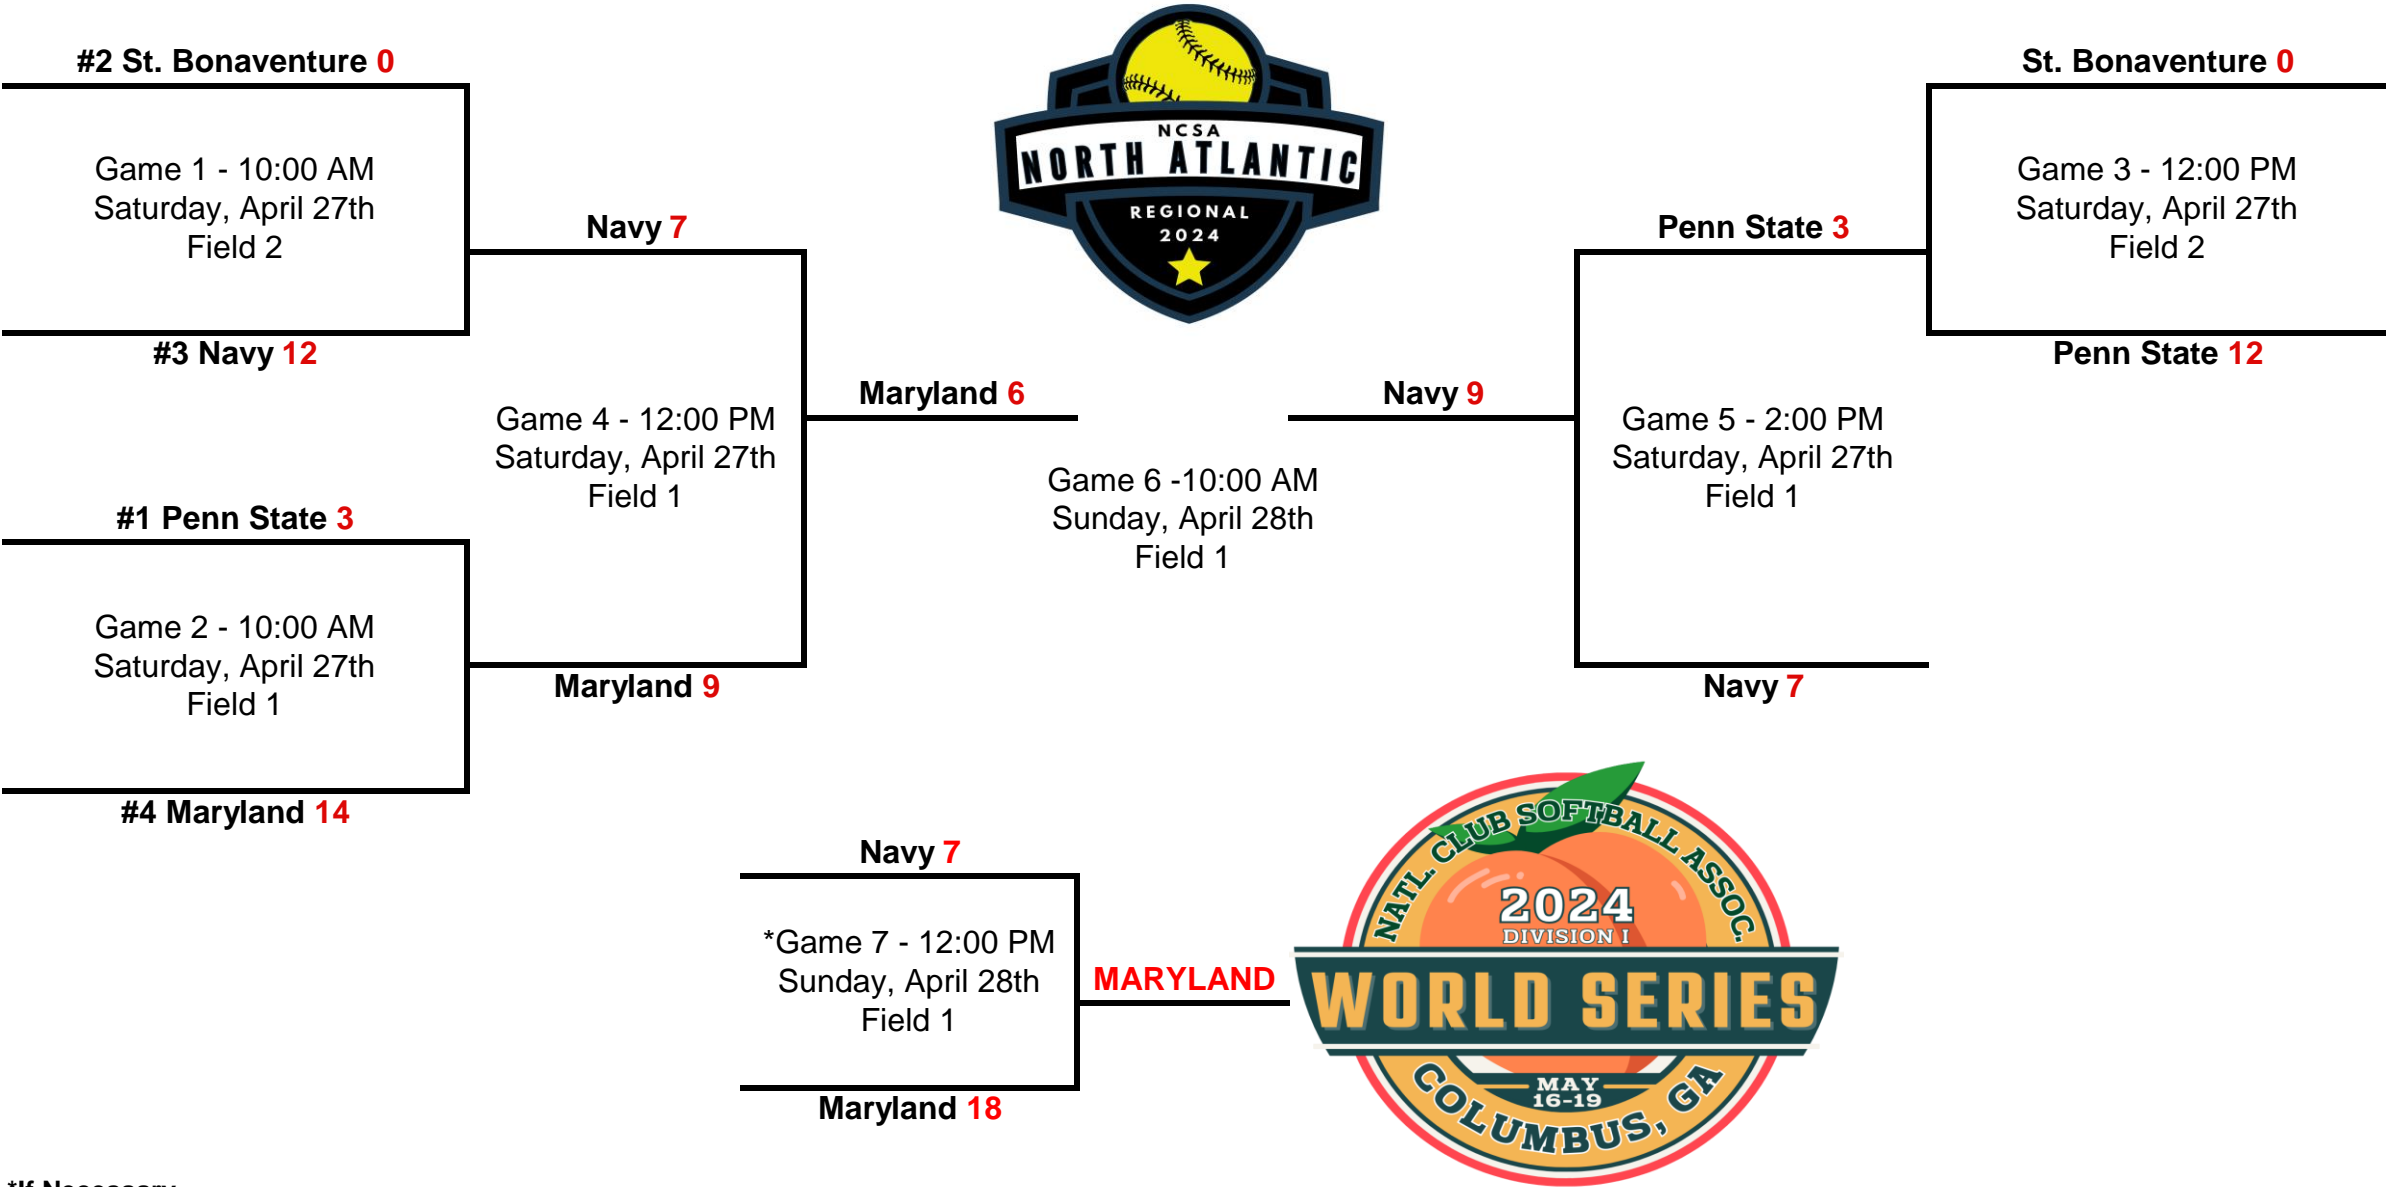 #2 St. Bonaventure 0
Game 1 - 10:00 AM
Saturday, April 27th
Field 2
#3 Navy 12
Navy 7
Game 4 - 12:00 PM
Saturday, April 27th
Field 1
Maryland 9
#1 Penn State 3
Game 2 - 10:00 AM
Saturday, April 27th
Field 1
#4 Maryland 14
Maryland 6
NCSA
NORTH ATLANTIC
REGIONAL
2024
Game 6 -10:00 AM
Sunday, April 28th
Field 1
Navy 9
Penn State 3
Game 5 - 2:00 PM
Saturday, April 27th
Field 1
Navy 7
St. Bonaventure 0
Game 3 - 12:00 PM
Saturday, April 27th
Field 2
Penn State 12
Navy 7
*Game 7 - 12:00 PM
Sunday, April 28th
Field 1
Maryland 18
MARYLAND
NATL. CLUB SOFTBALL ASSOC.
2024
DIVISION I
WORLD SERIES
MAY
16-19
COLUMBUS, GA
*If Necessary